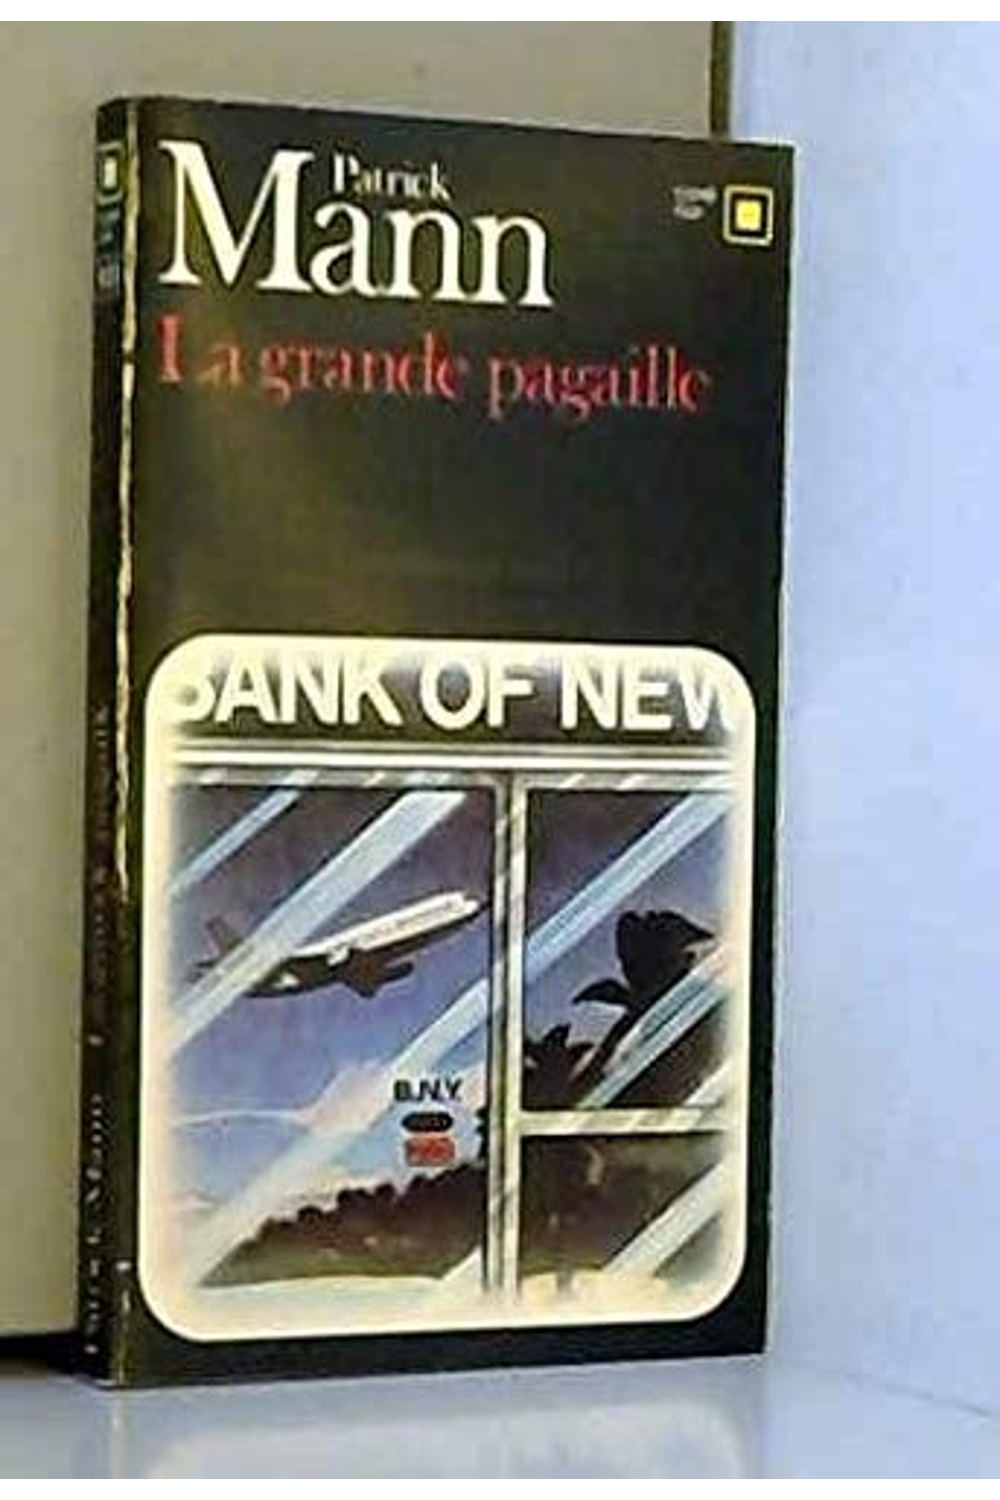 Patrick
Mann
La grande pagaille
BANK OF NEW
B.N.Y.